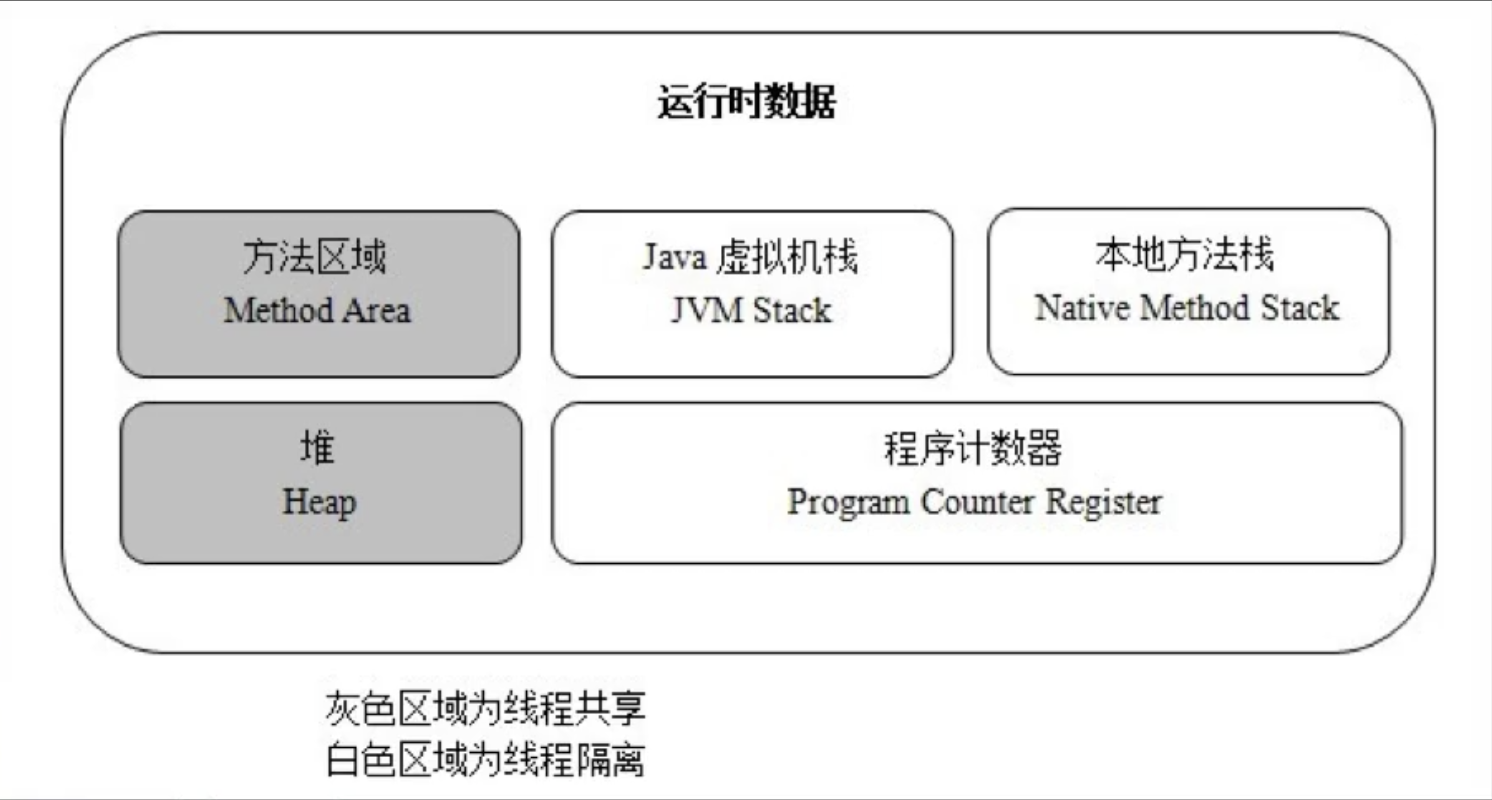 运行时数据
方法区域
Method Area
Java 虚拟机栈
JVM Stack
本地方法栈
Native Method Stack
堆
Heap
程序计数器
Program Counter Register
灰色区域为线程共享
白色区域为线程隔离